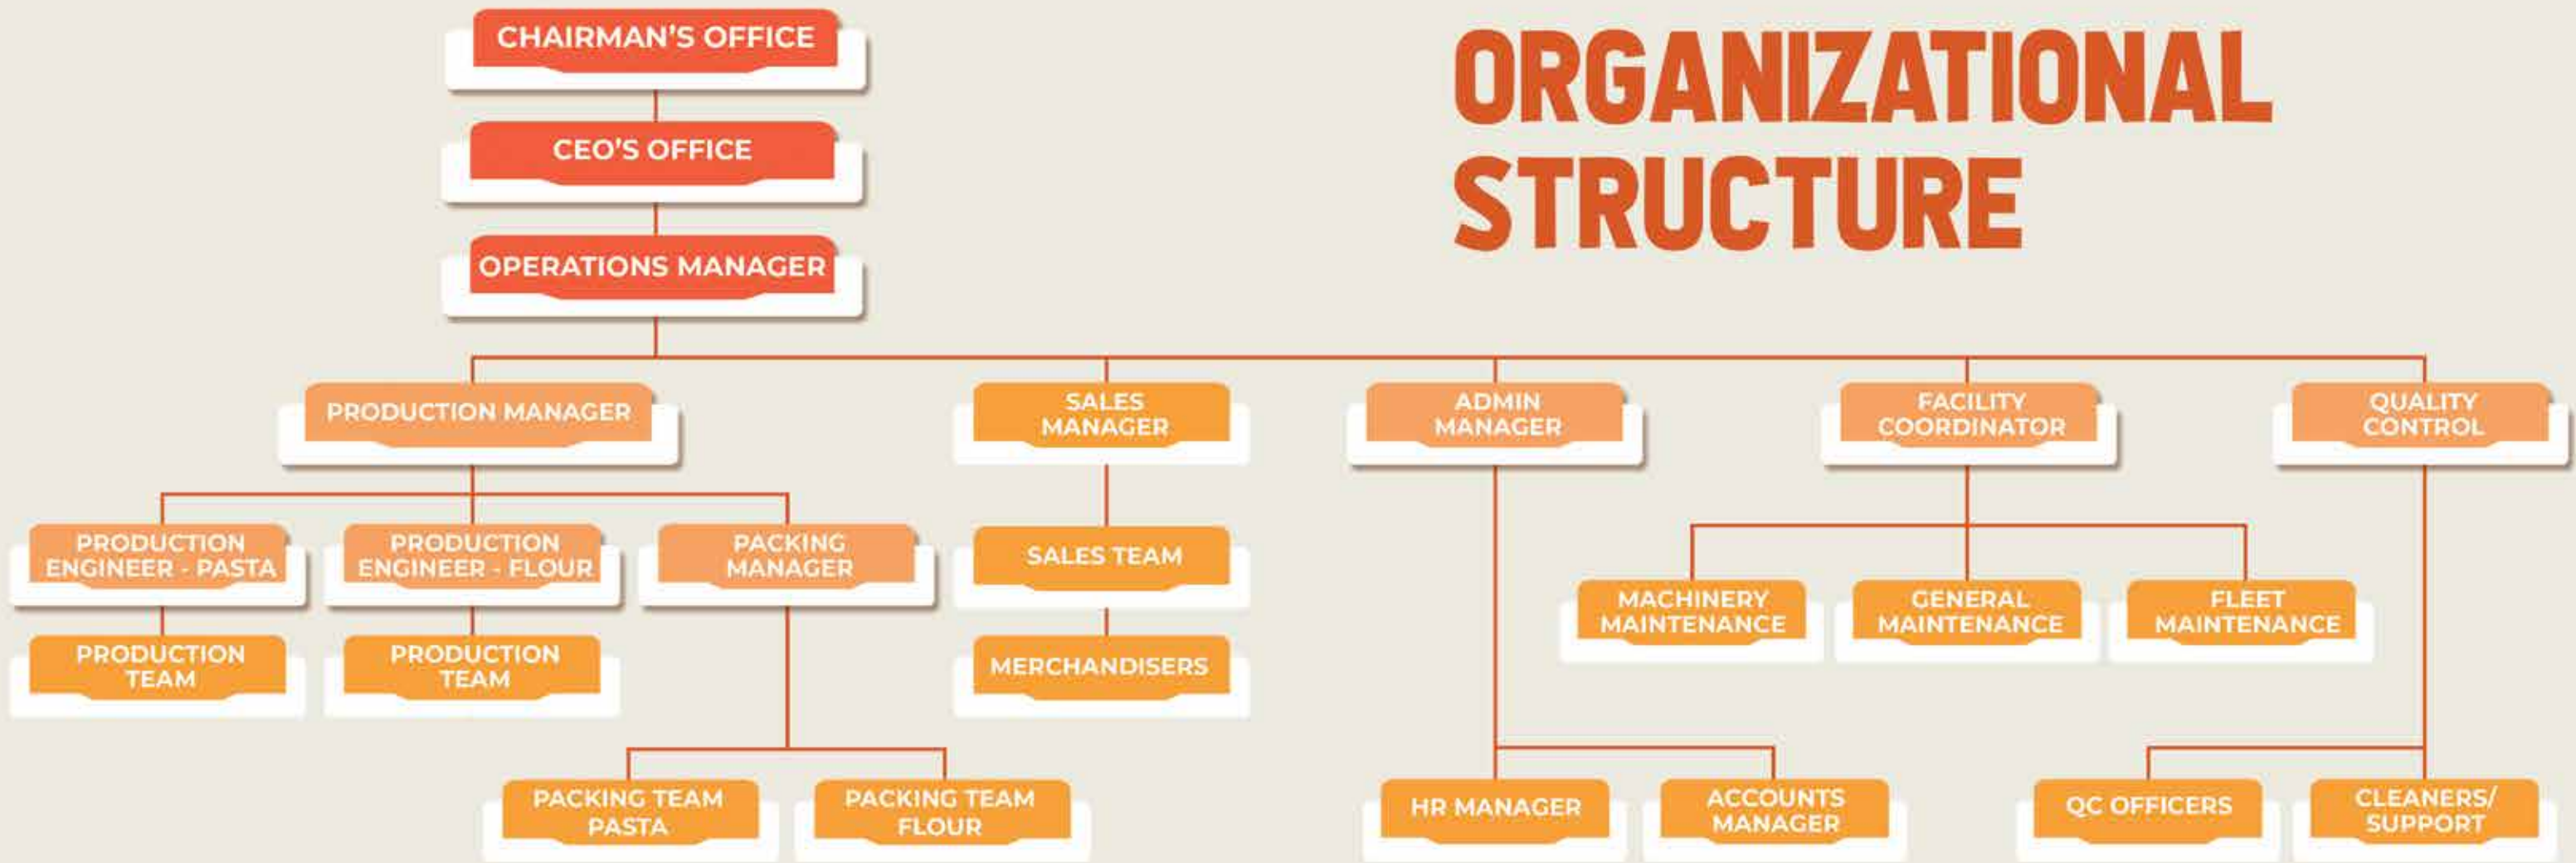 CHAIRMAN'S OFFICE
ORGANIZATIONAL
STRUCTURE
CEO'S OFFICE
OPERATIONS MANAGER
PRODUCTION MANAGER
SALES
MANAGER
ADMIN
MANAGER
FACILITY
COORDINATOR
QUALITY
CONTROL
PRODUCTION
ENGINEER - PASTA
PRODUCTION
ENGINEER - FLOUR
PACKING
MANAGER
SALES TEAM
MACHINERY
MAINTENANCE
GENERAL
MAINTENANCE
FLEET
MAINTENANCE
PRODUCTION
TEAM
PRODUCTION
TEAM
MERCHANDISERS
PACKING TEAM
PASTA
PACKING TEAM
FLOUR
HR MANAGER
ACCOUNTS
MANAGER
QC OFFICERS
CLEANERS/
SUPPORT